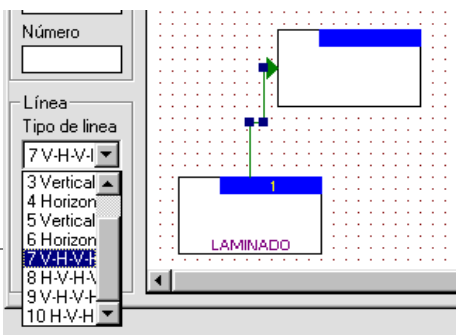 Número
Línea
Tipo de linea
7 V-H-V-I
3 Vertical
4 Horizon
5 Vertical
6 Horizon
7 V-H-V-H
8 H-V-H-V
9 V-H-V-H
10 H-V-H
1
LAMINADO